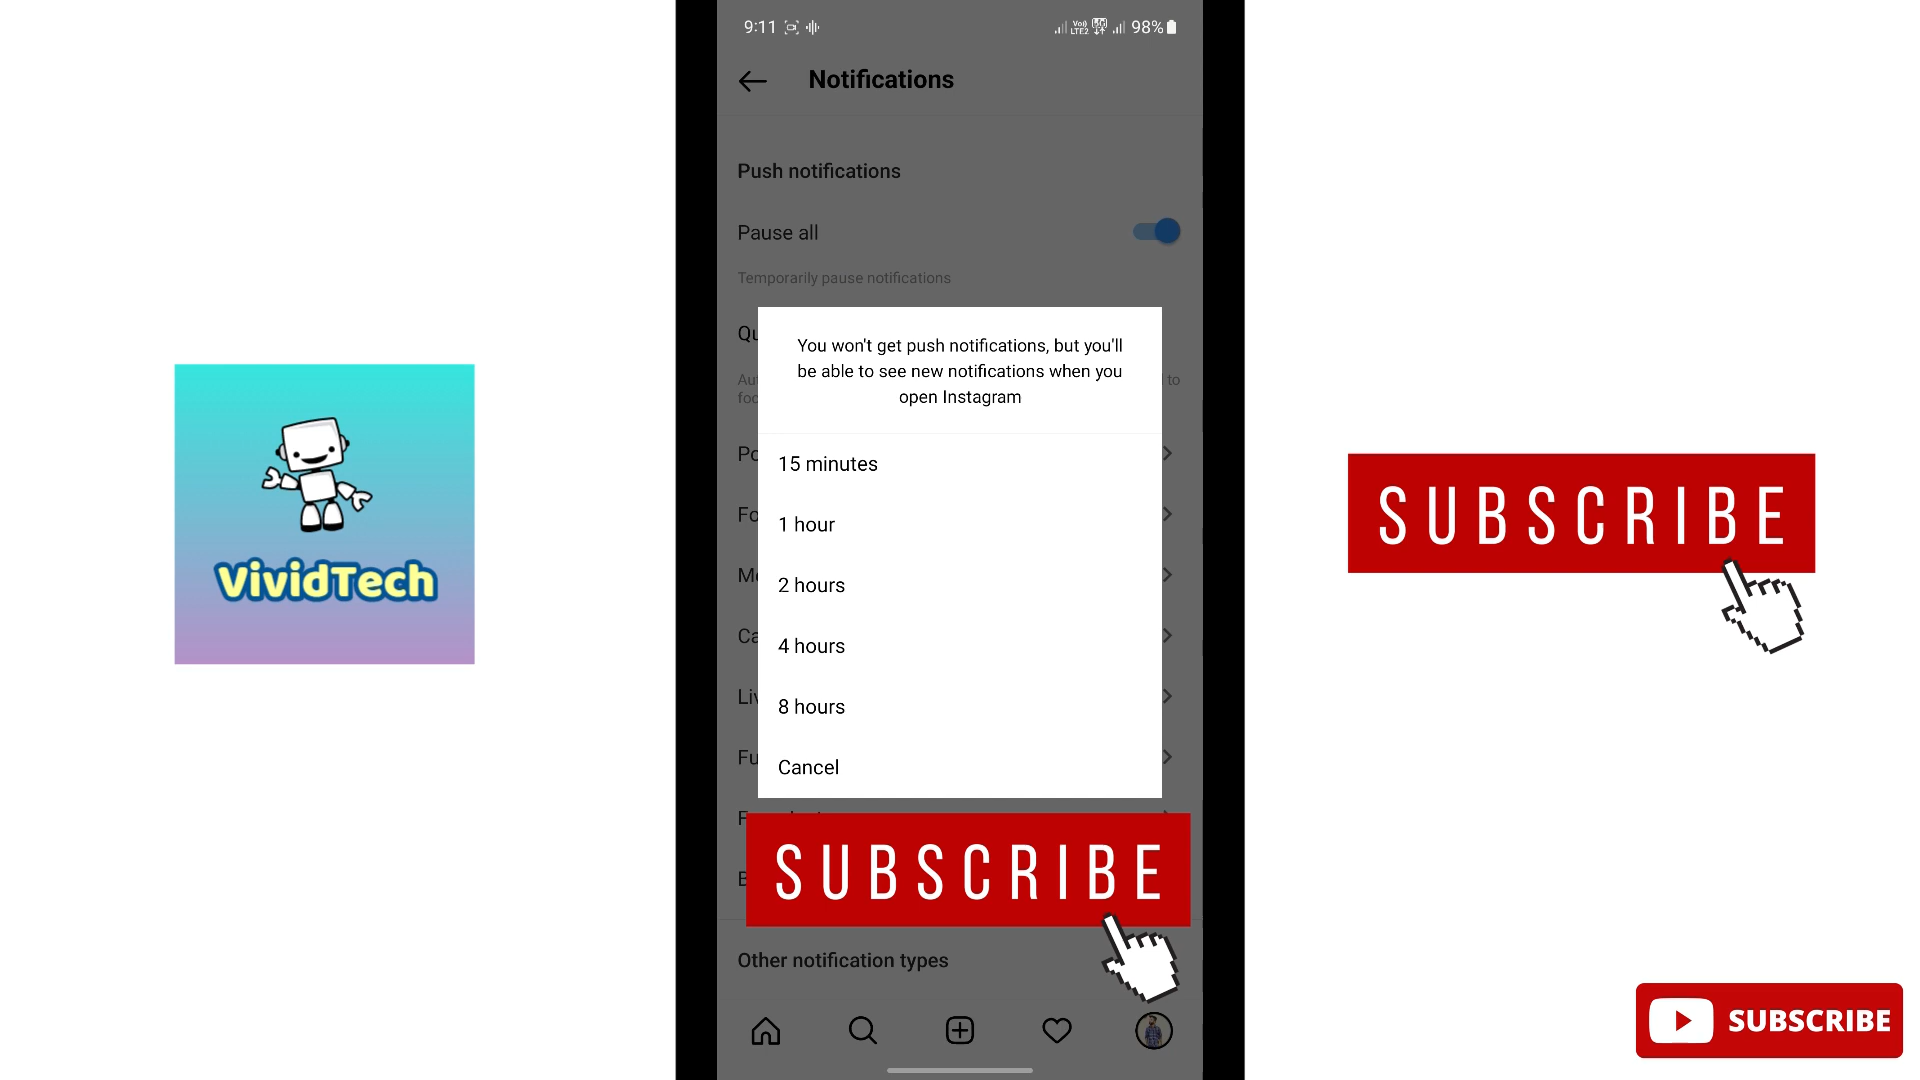 9:11
98%
Notifications
Push notifications
Pause all
Temporarily pause notifications
You won't get push notifications, but you'll
be able to see new notifications when you
open Instagram
to
15 minutes
1 hour
2 hours
4 hours
8 hours
Cancel
SUBSCRIBE
Other notification types
VividTech
SUBSCRIBE
SUBSCRIBE